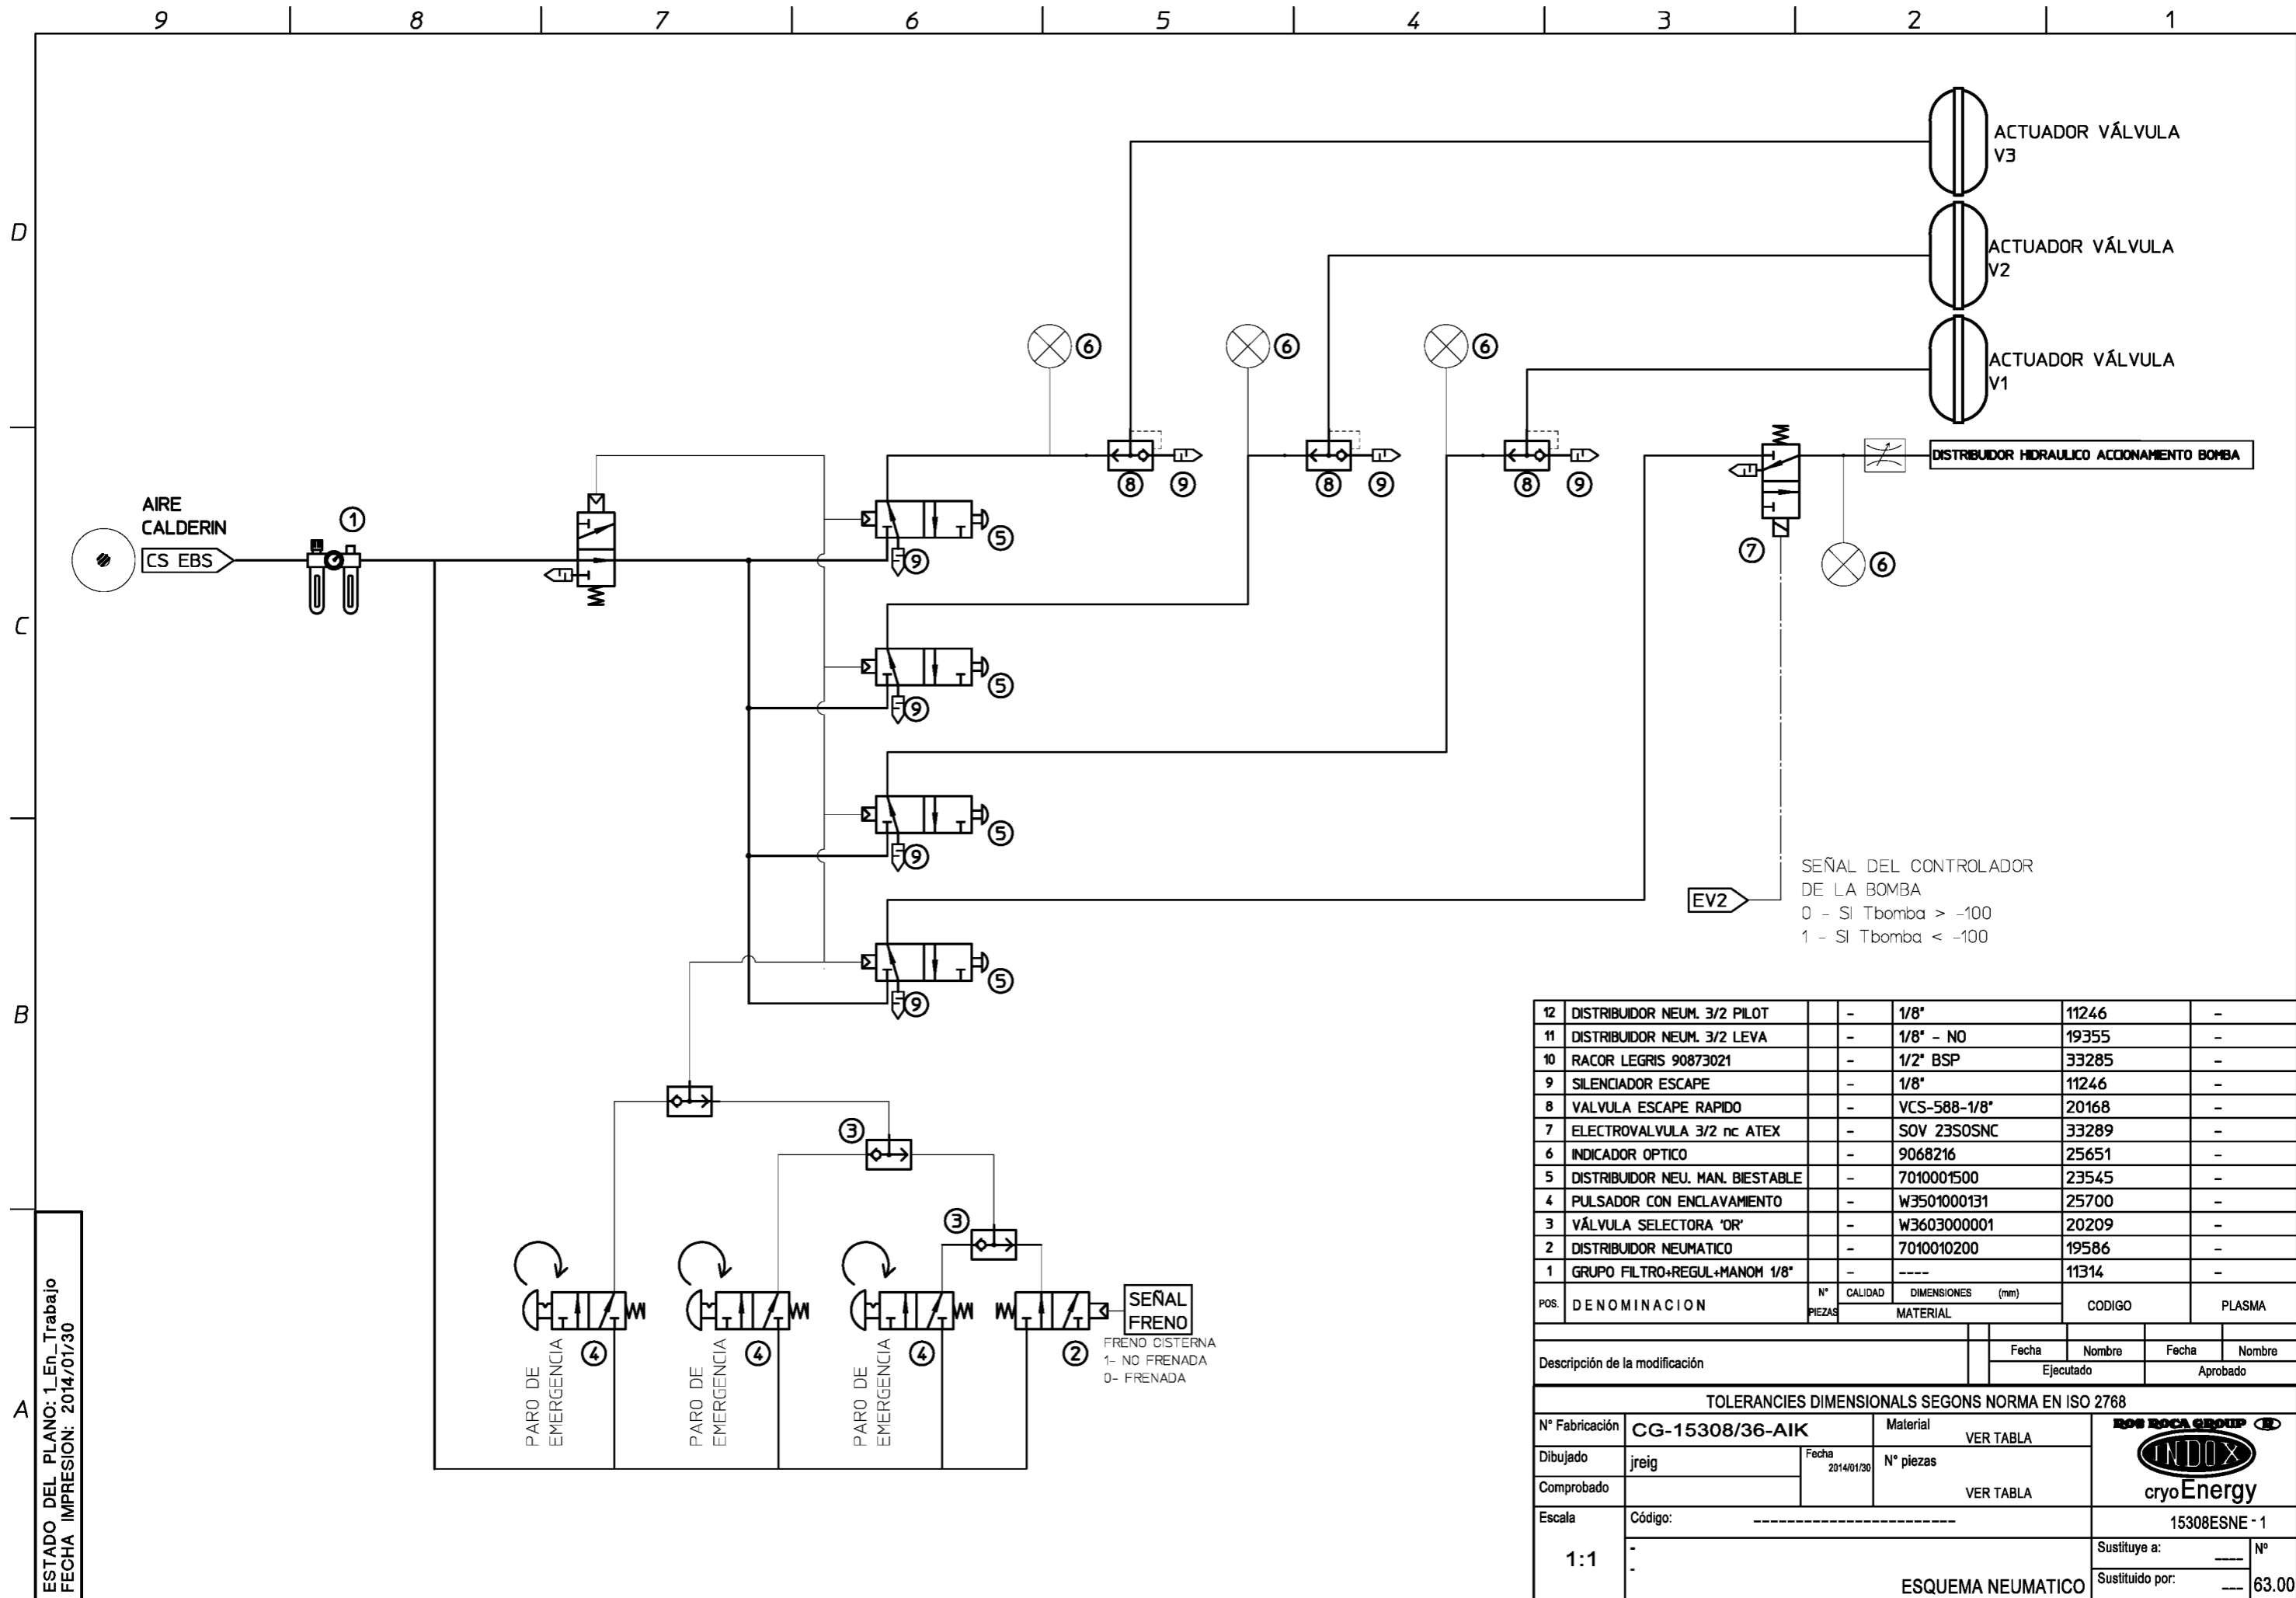 9 8 7 6 5 4 3 2 1
D
C
B
A
ACTUADOR VÁLVULA
V3
ACTUADOR VÁLVULA
V2
ACTUADOR VÁLVULA
V1
6 6 6
8 9 8 9 8 9
DISTRIBUIDOR HIDRAULICO ACCIONAMIENTO BOMBA
7
6
AIRE
CALDERIN
CS EBS
1
5
9
5
9
5
9
5
9
EV2
SEÑAL DEL CONTROLADOR
DE LA BOMBA
0 - SI Tbomba > -100
1 - SI Tbomba < -100
3
3
4 4 4 2
PARO DE
EMERGENCIA
PARO DE
EMERGENCIA
PARO DE
EMERGENCIA
SEÑAL
FRENO
FRENO CISTERNA
1- NO FRENADA
0- FRENADA
ESTADO DEL PLANO: 1_En_Trabajo
FECHA IMPRESION: 2014/01/30
12 DISTRIBUIDOR NEUM. 3/2 PILOT - 1/8" 11246 -
11 DISTRIBUIDOR NEUM. 3/2 LEVA - 1/8" - NO 19355 -
10 RACOR LEGRIS 90873021 - 1/2" BSP 33285 -
9 SILENCIADOR ESCAPE - 1/8" 11246 -
8 VALVULA ESCAPE RAPIDO - VCS-588-1/8" 20168 -
7 ELECTROVALVULA 3/2 nc ATEX - SOV 23SOSNC 33289 -
6 INDICADOR OPTICO - 9068216 25651 -
5 DISTRIBUIDOR NEU. MAN. BIESTABLE - 7010001500 23545 -
4 PULSADOR CON ENCLAVAMIENTO - W3501000131 25700 -
3 VÁLVULA SELECTORA 'OR' - W3603000001 20209 -
2 DISTRIBUIDOR NEUMATICO - 7010010200 19586 -
1 GRUPO FILTRO+REGUL+MANOM 1/8" - ---- 11314 -
POS. DENOMINACION N° PIEZAS CALIDAD DIMENSIONES (mm) MATERIAL CODIGO PLASMA
Descripción de la modificación
Fecha Nombre Fecha Nombre
Ejecutado Aprobado
TOLERANCIES DIMENSIONALS SEGONS NORMA EN ISO 2768
N° Fabricación CG-15308/36-AIK
Material VER TABLA
Dibujado jreig Fecha 2014/01/30
N° piezas VER TABLA
Comprobado
ROS ROCA GROUP R
INDOX
cryoEnergy
Escala 1:1
Código: ------------------------
-
-
ESQUEMA NEUMATICO
15308ESNE - 1
Sustituye a: ----
Sustituido por: ---
N° 63.00